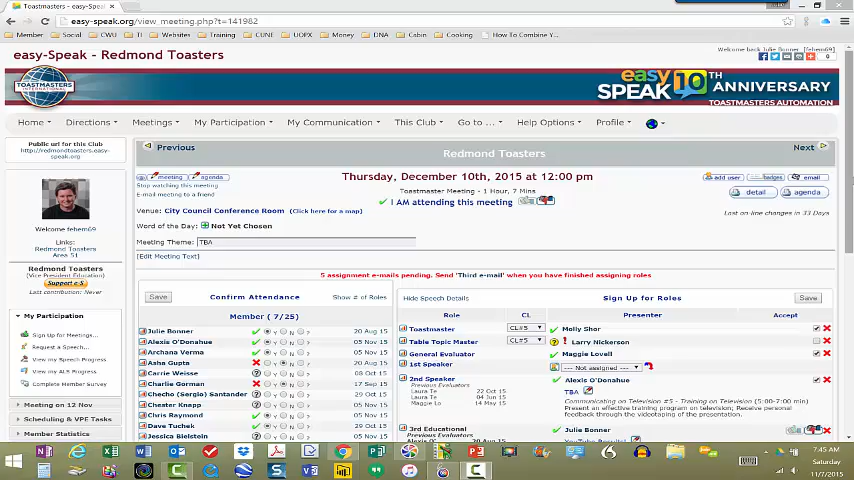 Toastmasters - easy-Spea
easy-speak.org/view_meeting.php?t=141982
Member Social CWU TI Websites Training CUNE UOPX Money DNA Cabin Cooking How To Combine Y...
easy-Speak - Redmond Toasters
Welcome back Julie Bonner [fehem69]
0
TOASTMASTERS
INTERNATIONAL
easy
SPEAK 10TH ANNIVERSARY
TOASTMASTERS AUTOMATION
Home Directions Meetings My Participation My Communication This Club Go to ... Help Options Profile
Public url for this Club
http://redmondtoasters.easy-
speak.org
Welcome fehem69
Links:
Redmond Toasters
Area 51
Redmond Toasters
(Vice President Education)
Support e-S
Last contribution: Never
My Participation
Sign Up for Meetings...
Request a Speech...
View my Speech Progress
View my ALS Progress
Complete Member Survey
Meeting on 12 Nov
Scheduling & VPE Tasks
Member Statistics
Previous
Redmond Toasters
Next
meeting agenda
Stop watching this meeting
E-mail meeting to a friend
Thursday, December 10th, 2015 at 12:00 pm
Toastmaster Meeting - 1 Hour, 7 Mins
I AM attending this meeting
add user badges email
detail agenda
Last on-line changes in 33 Days
Venue: City Council Conference Room (Click here for a map)
Word of the Day: Not Yet Chosen
Meeting Theme: TBA
[Edit Meeting Text]
5 assignment e-mails pending. Send 'Third e-mail' when you have finished assigning roles
Save Confirm Attendance Show # of Roles
Member ( 7/25)
Julie Bonner Y N ? 20 Aug 15
Alexis O'Donahue Y N ? 05 Nov 15
Archana Verma Y N ? 05 Nov 15
Asha Gupta Y N ? 20 Aug 15
Carrie Weisse Y N ? 08 Oct 15
Charlie Gorman Y N ? 17 Sep 15
Checho (Sergio) Santander Y N ?
Chester Knapp Y N ? 05 Nov 15
Chris Raymond Y N ? 05 Nov 15
Dave Tuchek Y N ? 05 Nov 15
Jessica Bielstein Y N ? 05 Nov 15
Hide Speech Details Sign Up for Roles Save
Role CL Presenter Accept
Toastmaster CL#5 Molly Shor
Table Topic Master CL#5 Larry Nickerson
General Evaluator Maggie Lovell
1st Speaker --- Not assigned ---
2nd Speaker Alexis O'Donahue
Previous Evaluators
Laura Te 22 Oct 15
Laura Te 03 Sep 15
Maggie Lo 14 May 15
TBA
Communicating on Television #5 - Training on Television (5:00-7:00 min)
Present an effective training program on television; Receive personal
feedback through the videotaping of the presentation.
3rd Educational Julie Bonner
YouTube Results!
7:45 AM
Saturday
11/7/2015